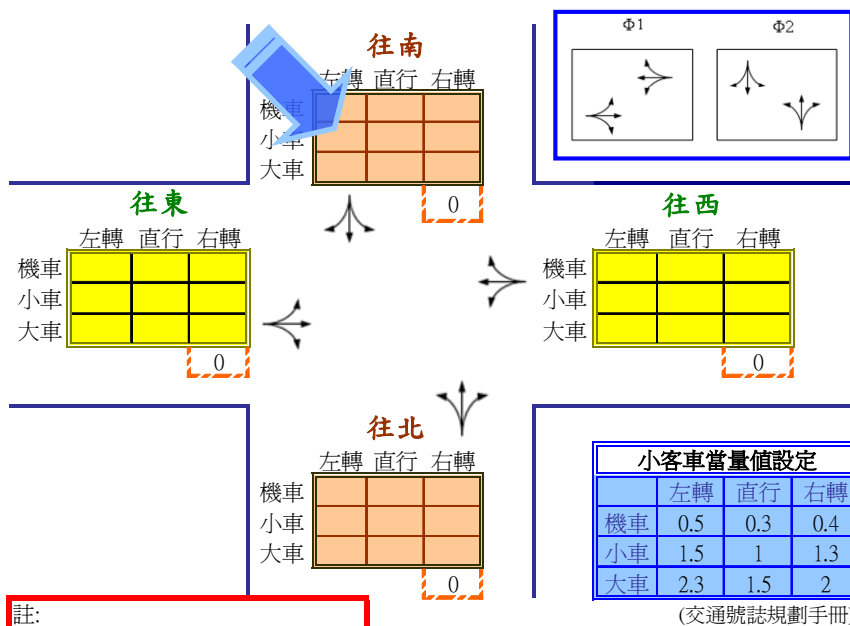 往南
左轉 直行 右轉
機車
小車
大車
0
Φ1 Φ2
往東
左轉 直行 右轉
機車
小車
大車
0
往西
左轉 直行 右轉
機車
小車
大車
0
往北
左轉 直行 右轉
機車
小車
大車
0
小客車當量值設定
左轉 直行 右轉
機車 0.5 0.3 0.4
小車 1.5 1 1.3
大車 2.3 1.5 2
(交通號誌規劃手冊)
註: